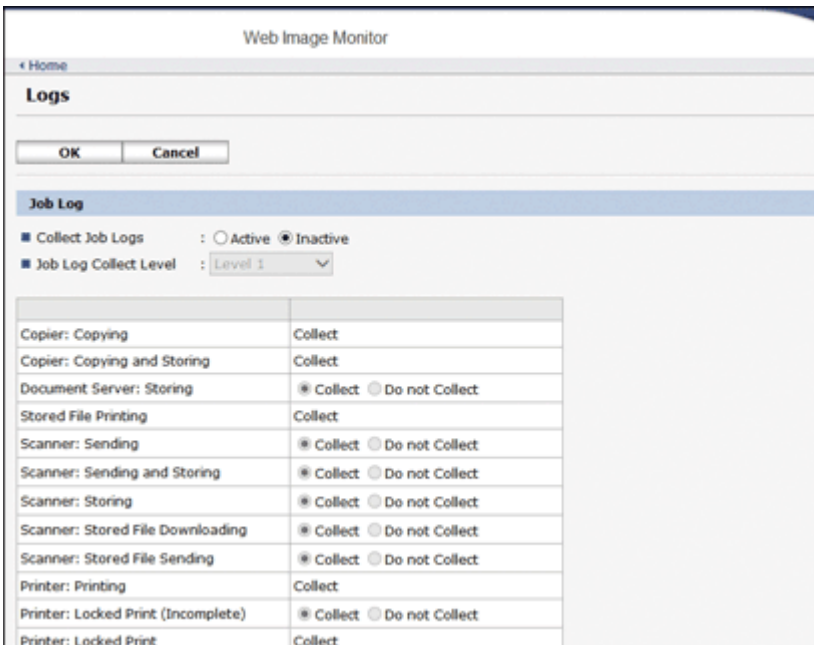 Web Image Monitor
Home
Logs
OK Cancel
Job Log
Collect Job Logs : Active Inactive
Job Log Collect Level : Level 1
Copier: Copying Collect
Copier: Copying and Storing Collect
Document Server: Storing Collect Do not Collect
Stored File Printing Collect
Scanner: Sending Collect Do not Collect
Scanner: Sending and Storing Collect Do not Collect
Scanner: Storing Collect Do not Collect
Scanner: Stored File Downloading Collect Do not Collect
Scanner: Stored File Sending Collect Do not Collect
Printer: Printing Collect
Printer: Locked Print (Incomplete) Collect Do not Collect
Printer: Locked Print Collect